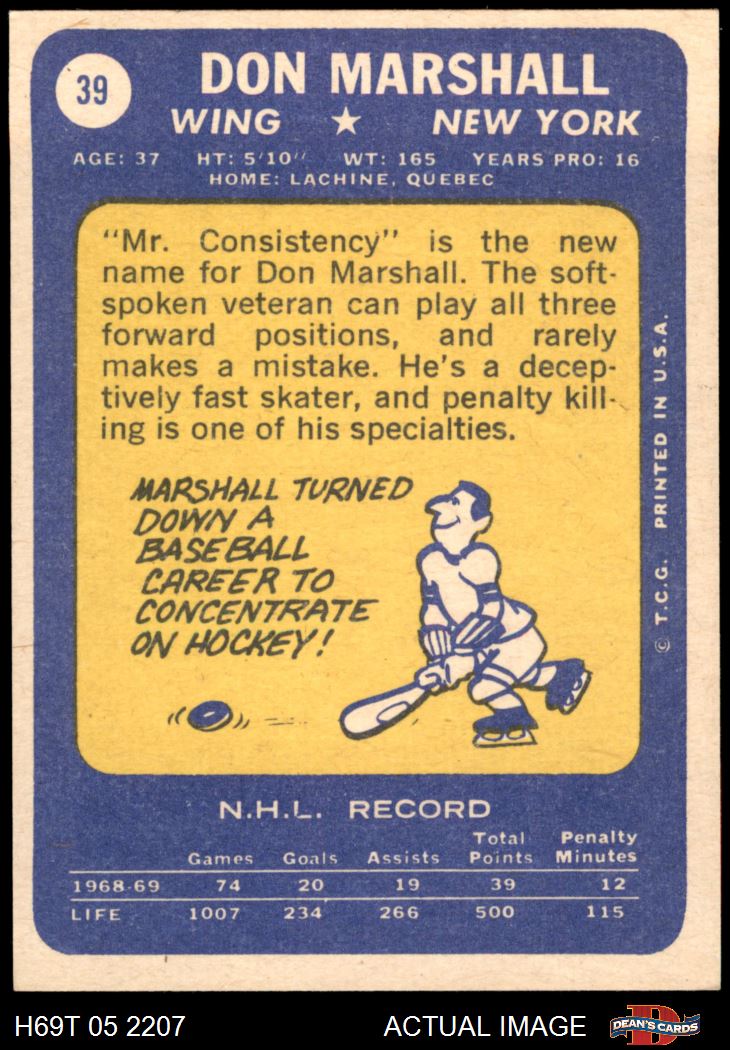 39
DON MARSHALL
WING ★ NEW YORK
AGE: 37 HT: 5'10" WT: 165 YEARS PRO: 16
HOME: LACHINE, QUEBEC
"Mr. Consistency" is the new
name for Don Marshall. The soft-
spoken veteran can play all three
forward positions, and rarely
makes a mistake. He's a decep-
tively fast skater, and penalty kill-
ing is one of his specialties.
MARSHALL TURNED
DOWN A
BASEBALL
CAREER TO
CONCENTRATE
ON HOCKEY!
© T.C.G. PRINTED IN U.S.A.
N.H.L. RECORD
Games Goals Assists Total Points Penalty Minutes
1968-69 74 20 19 39 12
LIFE 1007 234 266 500 115
H69T 05 2207 ACTUAL IMAGE D DEAN'S CARDS